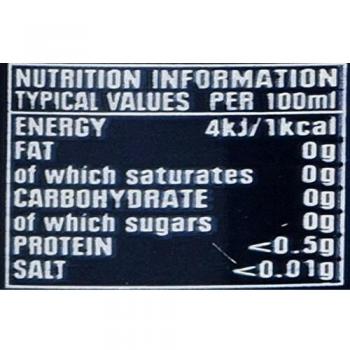 NUTRITION INFORMATION
TYPICAL VALUES PER 100ml
ENERGY 4kJ/1kcal
FAT 0g
of which saturates 0g
CARBOHYDRATE 0g
of which sugars 0g
PROTEIN <0.5g
SALT <0.01g